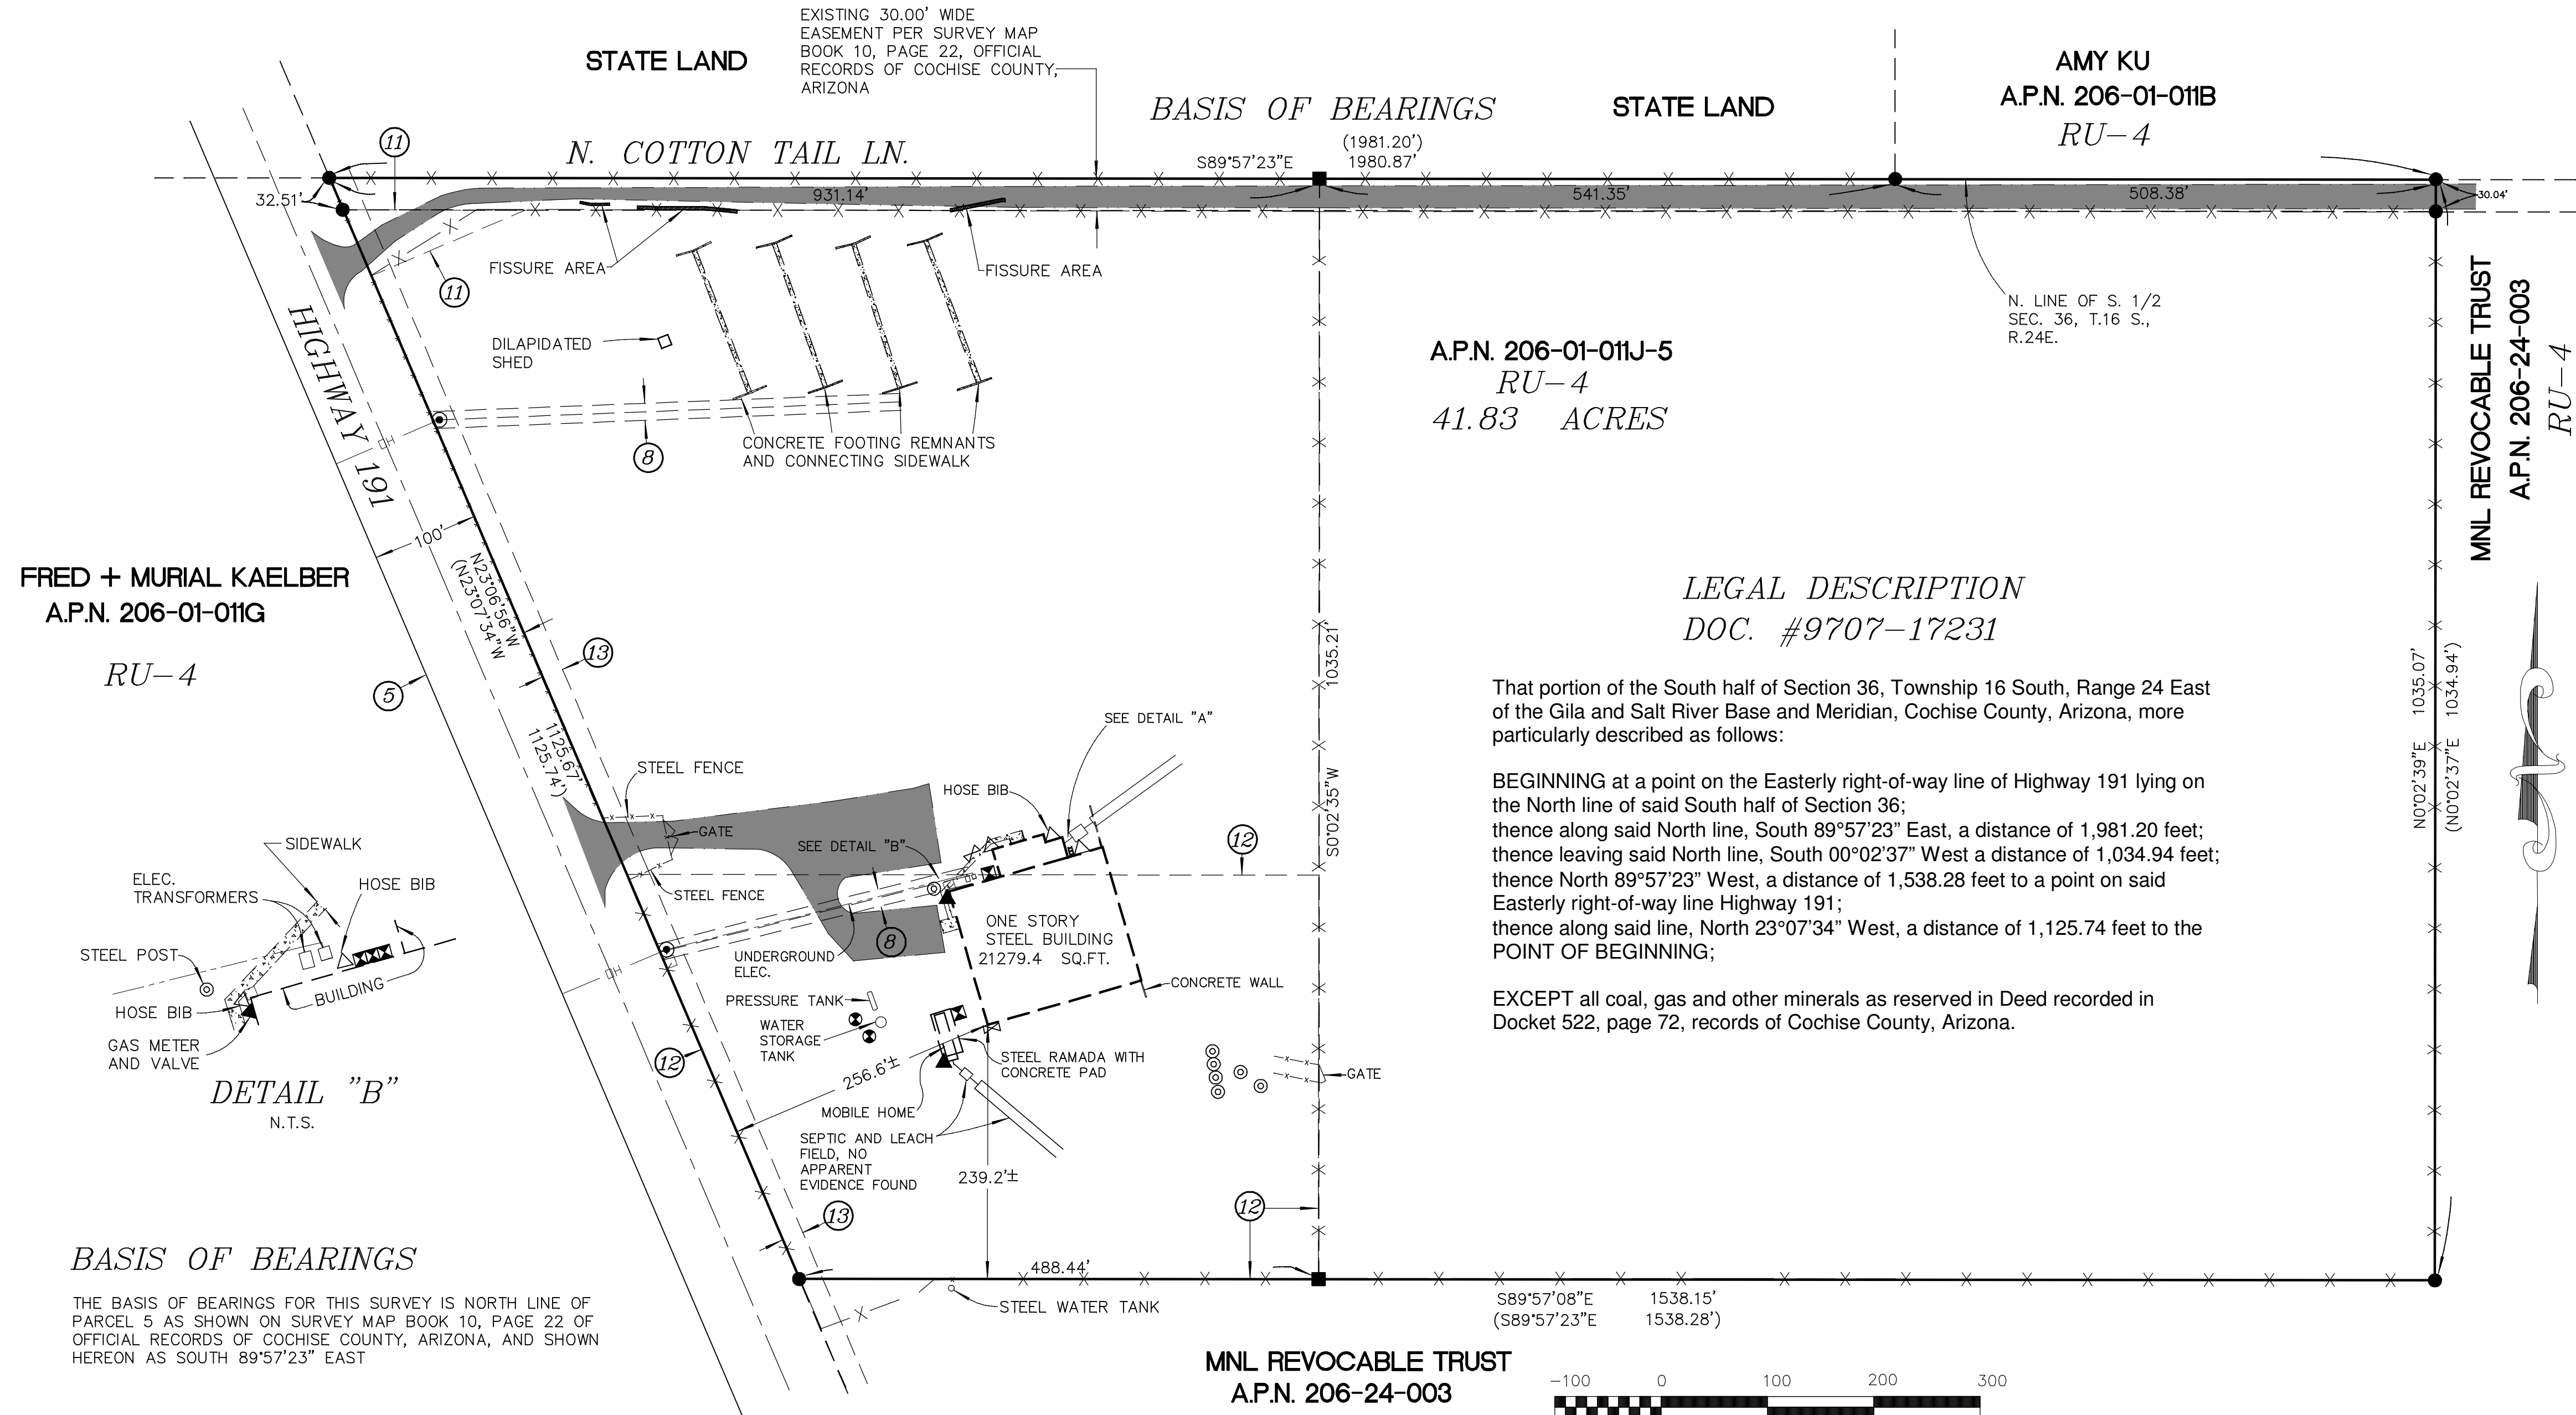 EXISTING 30.00' WIDE
EASEMENT PER SURVEY MAP
BOOK 10, PAGE 22, OFFICIAL
RECORDS OF COCHISE COUNTY,
ARIZONA
STATE LAND
BASIS OF BEARINGS
STATE LAND
AMY KU
A.P.N. 206-01-011B
RU-4
11
N. COTTON TAIL LN.
S89°57'23"E
(1981.20')
1980.87'
32.51'
931.14'
541.35'
508.38'
30.04'
FISSURE AREA
FISSURE AREA
11
N. LINE OF S. 1/2
SEC. 36, T.16 S.,
R.24E.
MNL REVOCABLE TRUST
A.P.N. 206-24-003
RU-4
HIGHWAY 191
DILAPIDATED
SHED
A.P.N. 206-01-011J-5
RU-4
41.83 ACRES
OH
8
CONCRETE FOOTING REMNANTS
AND CONNECTING SIDEWALK
100'
N23°06'56"W
(N23°07'34"W
1125.67'
1125.74')
FRED + MURIAL KAELBER
A.P.N. 206-01-011G
RU-4
5
13
S0°02'35"W 1035.21'
N0°02'39"E 1035.07'
(N0°02'37"E 1034.94')
LEGAL DESCRIPTION
DOC. #9707-17231
That portion of the South half of Section 36, Township 16 South, Range 24 East
of the Gila and Salt River Base and Meridian, Cochise County, Arizona, more
particularly described as follows:
BEGINNING at a point on the Easterly right-of-way line of Highway 191 lying on
the North line of said South half of Section 36;
thence along said North line, South 89°57'23" East, a distance of 1,981.20 feet;
thence leaving said North line, South 00°02'37" West a distance of 1,034.94 feet;
thence North 89°57'23" West, a distance of 1,538.28 feet to a point on said
Easterly right-of-way line Highway 191;
thence along said line, North 23°07'34" West, a distance of 1,125.74 feet to the
POINT OF BEGINNING;
EXCEPT all coal, gas and other minerals as reserved in Deed recorded in
Docket 522, page 72, records of Cochise County, Arizona.
STEEL FENCE
SEE DETAIL "A"
HOSE BIB
GATE
SEE DETAIL "B"
12
STEEL FENCE
ONE STORY
STEEL BUILDING
21279.4 SQ.FT.
8
UNDERGROUND
ELEC.
OH
CONCRETE WALL
PRESSURE TANK
WATER
STORAGE
TANK
12
256.6'±
STEEL RAMADA WITH
CONCRETE PAD
GATE
MOBILE HOME
SEPTIC AND LEACH
FIELD, NO
APPARENT
EVIDENCE FOUND
239.2'±
13
12
488.44'
STEEL WATER TANK
SIDEWALK
ELEC.
TRANSFORMERS
HOSE BIB
STEEL POST
BUILDING
HOSE BIB
GAS METER
AND VALVE
DETAIL "B"
N.T.S.
BASIS OF BEARINGS
THE BASIS OF BEARINGS FOR THIS SURVEY IS NORTH LINE OF
PARCEL 5 AS SHOWN ON SURVEY MAP BOOK 10, PAGE 22 OF
OFFICIAL RECORDS OF COCHISE COUNTY, ARIZONA, AND SHOWN
HEREON AS SOUTH 89°57'23" EAST
S89°57'08"E 1538.15'
(S89°57'23"E 1538.28')
MNL REVOCABLE TRUST
A.P.N. 206-24-003
-100 0 100 200 300